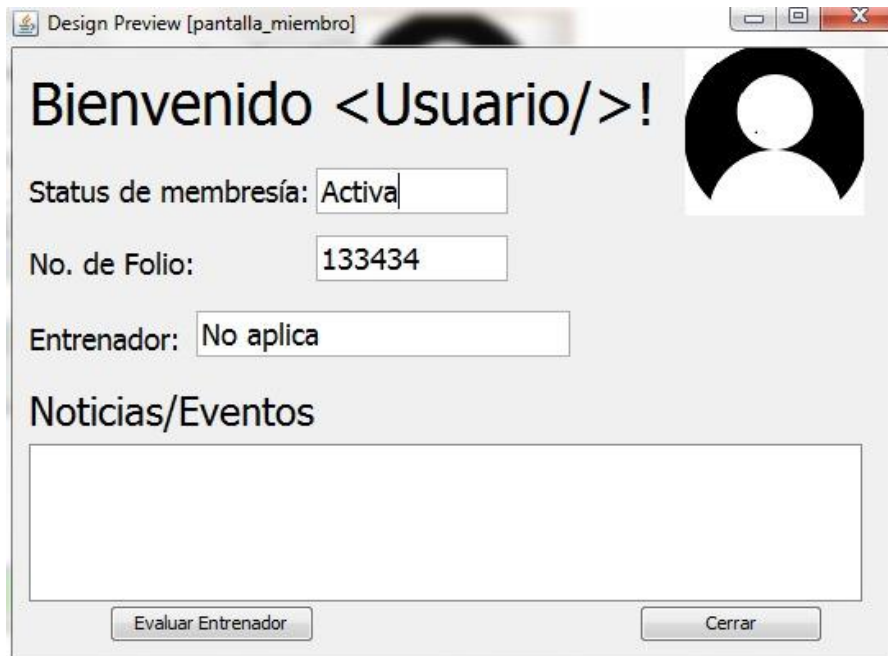 Design Preview [pantalla_miembro]
Bienvenido <Usuario/>!
Status de membresía: Activa
No. de Folio: 133434
Entrenador: No aplica
Noticias/Eventos
Evaluar Entrenador Cerrar